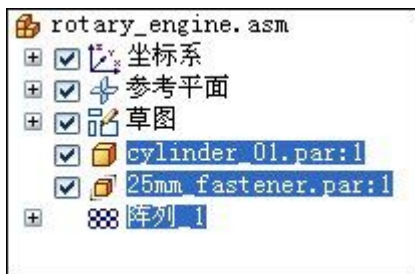 rotary_engine.asm
坐标系
参考平面
草图
cylinder_01.par:1
25mm_fastener.par:1
阵列_1